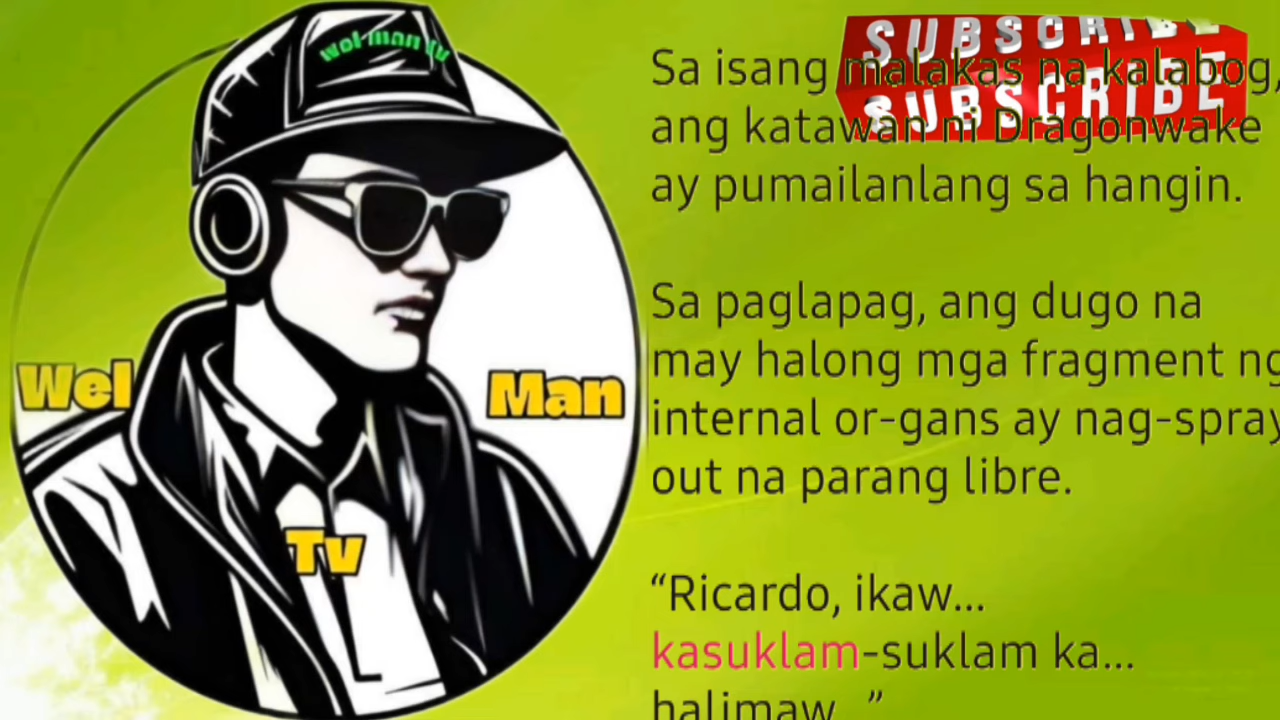 wel man tv
Wel
Man
Tv
SUBSCRIBE
SUBSCRIBE
Sa isang malakas na kalabog,
ang katawan ni Dragonwake
ay pumailanlang sa hangin.
Sa paglapag, ang dugo na
may halong mga fragment ng
internal or-gans ay nag-spray
out na parang libre.
“Ricardo, ikaw...
kasuklam-suklam ka...
halimaw...”